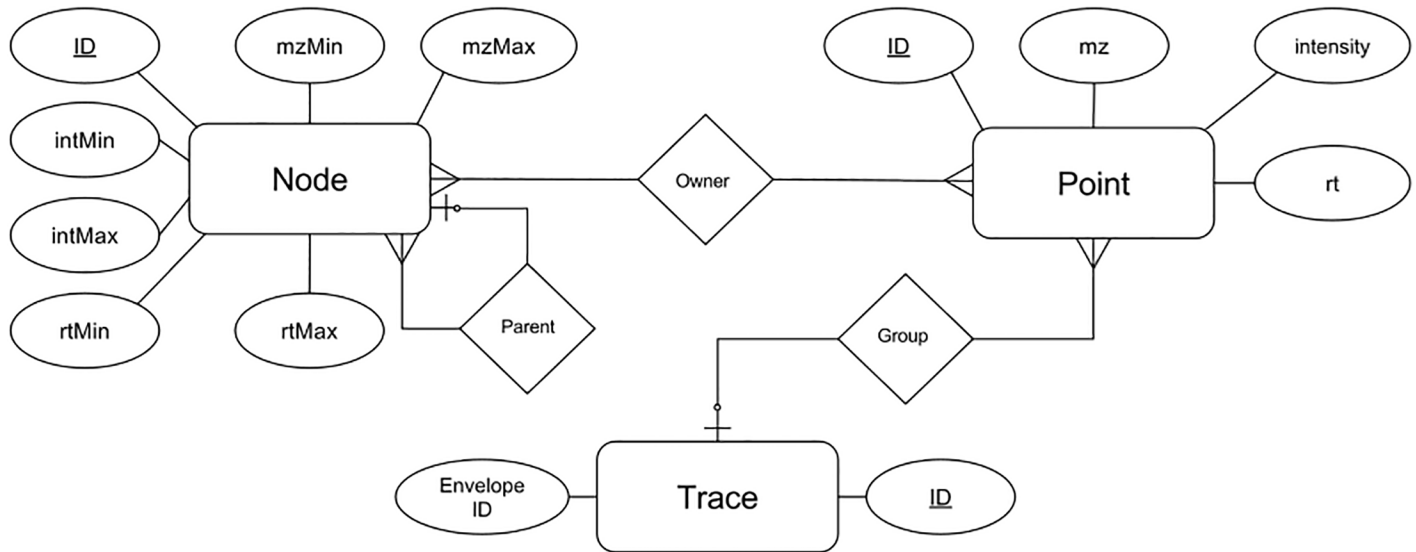 ID
mzMin
mzMax
ID
mz
intensity
intMin
Node
Owner
Point
rt
intMax
rtMin
rtMax
Parent
Group
Envelope
ID
Trace
ID